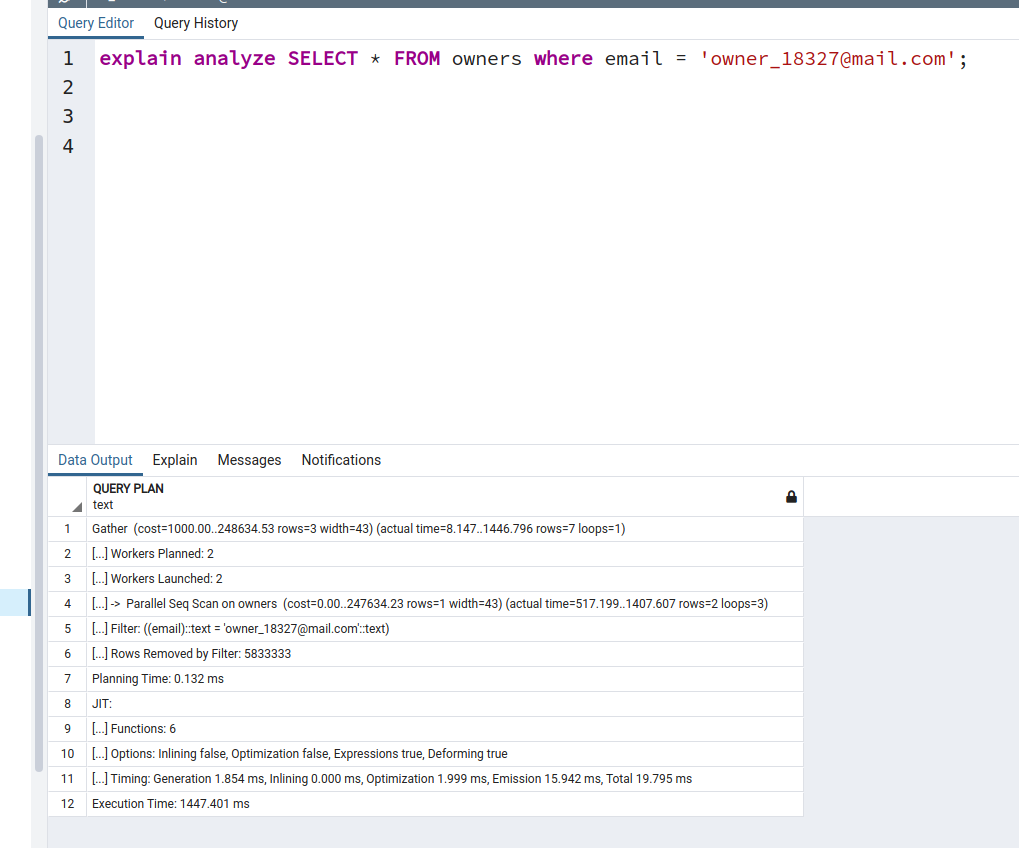 Query Editor Query History
1 explain analyze SELECT * FROM owners where email = 'owner_18327@mail.com';
2
3
4
Data Output Explain Messages Notifications
QUERY PLAN
text
1 Gather (cost=1000.00..248634.53 rows=3 width=43) (actual time=8.147..1446.796 rows=7 loops=1)
2 [...] Workers Planned: 2
3 [...] Workers Launched: 2
4 [...] -> Parallel Seq Scan on owners (cost=0.00..247634.23 rows=1 width=43) (actual time=517.199..1407.607 rows=2 loops=3)
5 [...] Filter: ((email)::text = 'owner_18327@mail.com'::text)
6 [...] Rows Removed by Filter: 5833333
7 Planning Time: 0.132 ms
8 JIT:
9 [...] Functions: 6
10 [...] Options: Inlining false, Optimization false, Expressions true, Deforming true
11 [...] Timing: Generation 1.854 ms, Inlining 0.000 ms, Optimization 1.999 ms, Emission 15.942 ms, Total 19.795 ms
12 Execution Time: 1447.401 ms